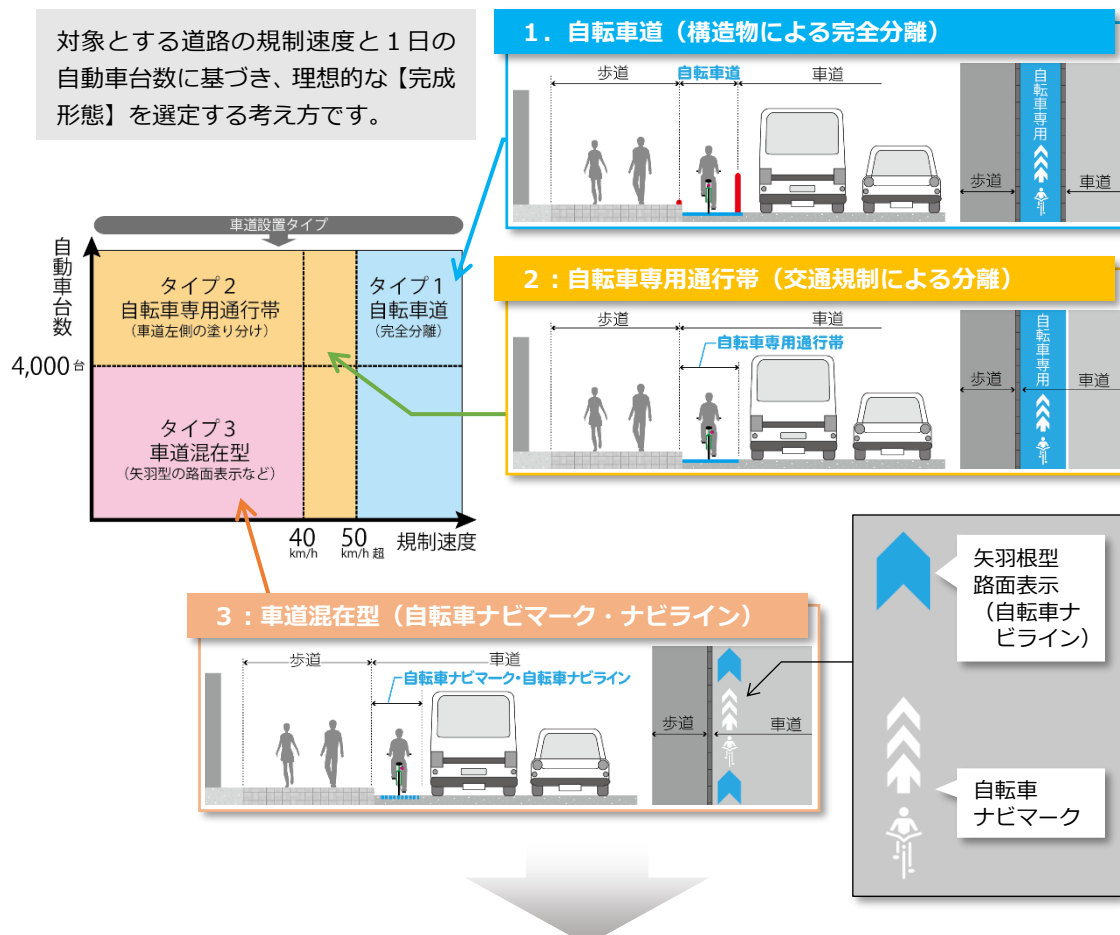 対象とする道路の規制速度と１日の
自動車台数に基づき、理想的な【完成
形態】を選定する考え方です。
１．自転車道（構造物による完全分離）
歩道
自転車道
車道
自転車専用
歩道
車道
車道設置タイプ
自動車台数
タイプ２
自転車専用通行帯
（車道左側の塗り分け）
タイプ１
自転車道
（完全分離）
4,000台
タイプ３
車道混在型
（矢羽型の路面表示など）
40
km/h
50
km/h 超
規制速度
２：自転車専用通行帯（交通規制による分離）
歩道
車道
自転車専用通行帯
自転車専用
歩道
車道
３：車道混在型（自転車ナビマーク・ナビライン）
歩道
車道
自転車ナビマーク・自転車ナビライン
歩道
車道
矢羽根型
路面表示
（自転車ナ
ビライン）
自転車
ナビマーク